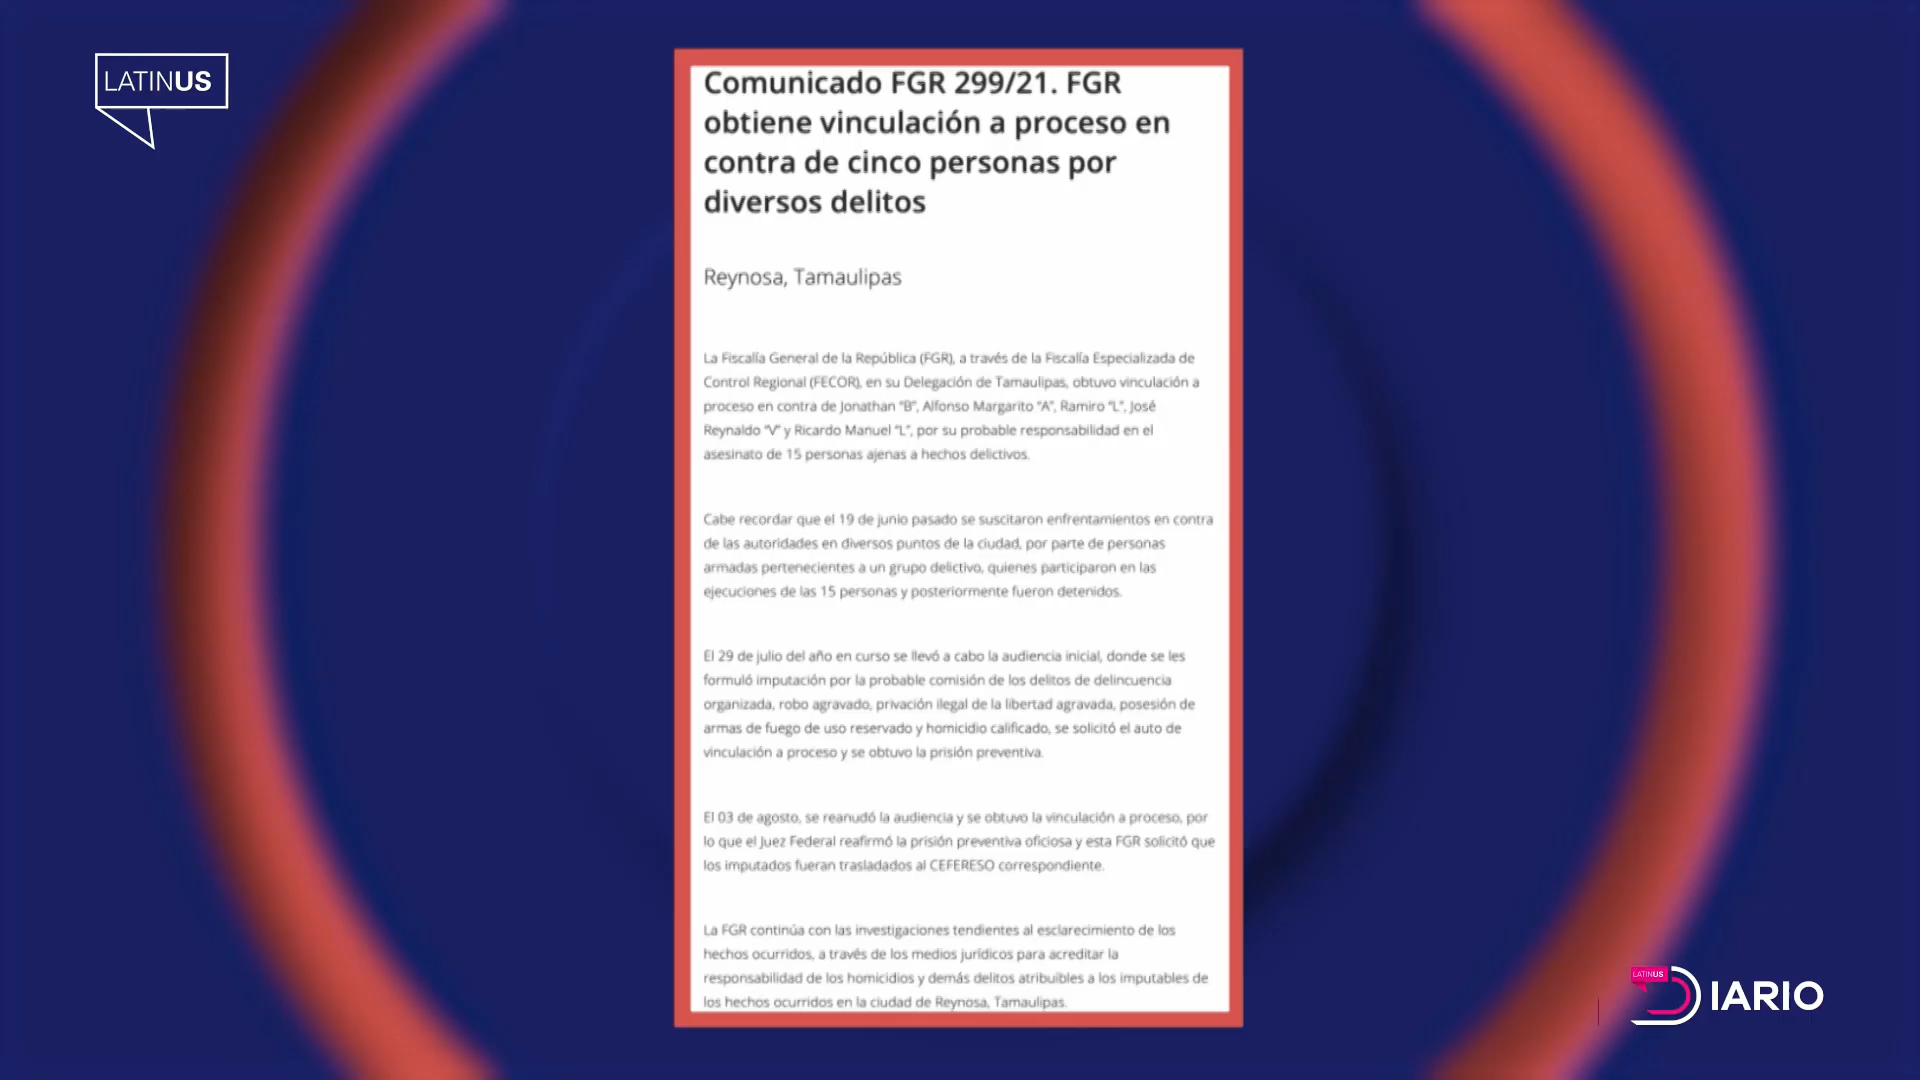 LATINUS
Comunicado FGR 299/21. FGR
obtiene vinculación a proceso en
contra de cinco personas por
diversos delitos
Reynosa, Tamaulipas
La Fiscalía General de la República (FGR), a través de la Fiscalía Especializada de
Control Regional (FECOR), en su Delegación de Tamaulipas, obtuvo vinculación a
proceso en contra de Jonathan “B”, Alfonso Margarito “A”, Ramiro “L”, José
Reynaldo “V” y Ricardo Manuel “L”, por su probable responsabilidad en el
asesinato de 15 personas ajenas a hechos delictivos.
Cabe recordar que el 19 de junio pasado se suscitaron enfrentamientos en contra
de las autoridades en diversos puntos de la ciudad, por parte de personas
armadas pertenecientes a un grupo delictivo, quienes participaron en las
ejecuciones de las 15 personas y posteriormente fueron detenidos.
El 29 de julio del año en curso se llevó a cabo la audiencia inicial, donde se les
formuló imputación por la probable comisión de los delitos de delincuencia
organizada, robo agravado, privación ilegal de la libertad agravada, posesión de
armas de fuego de uso reservado y homicidio calificado, se solicitó el auto de
vinculación a proceso y se obtuvo la prisión preventiva.
El 03 de agosto, se reanudó la audiencia y se obtuvo la vinculación a proceso, por
lo que el Juez Federal reafirmó la prisión preventiva oficiosa y esta FGR solicitó que
los imputados fueran trasladados al CEFERESO correspondiente.
La FGR continúa con las investigaciones tendientes al esclarecimiento de los
hechos ocurridos, a través de los medios jurídicos para acreditar la
responsabilidad de los homicidios y demás delitos atribuibles a los imputables de
los hechos ocurridos en la ciudad de Reynosa, Tamaulipas.
LATINUS
DIARIO